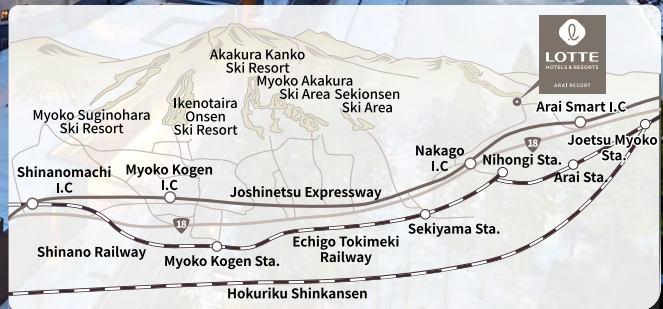 LOTTE
HOTELS & RESORTS
ARAI RESORT
Akakura Kanko
Ski Resort
Myoko Akakura
Ski Area
Sekionsen
Ski Area
Ikenotaira
Onsen
Ski Resort
Myoko Suginohara
Ski Resort
Arai Smart I.C
18
Joetsu Myoko
Sta.
Nakago
I.C
Nihongi Sta.
Arai Sta.
Shinanomachi
I.C
Myoko Kogen
I.C
Joshinetsu Expressway
18
Sekiyama Sta.
Shinano Railway
Myoko Kogen Sta.
Echigo Tokimeki
Railway
Hokuriku Shinkansen